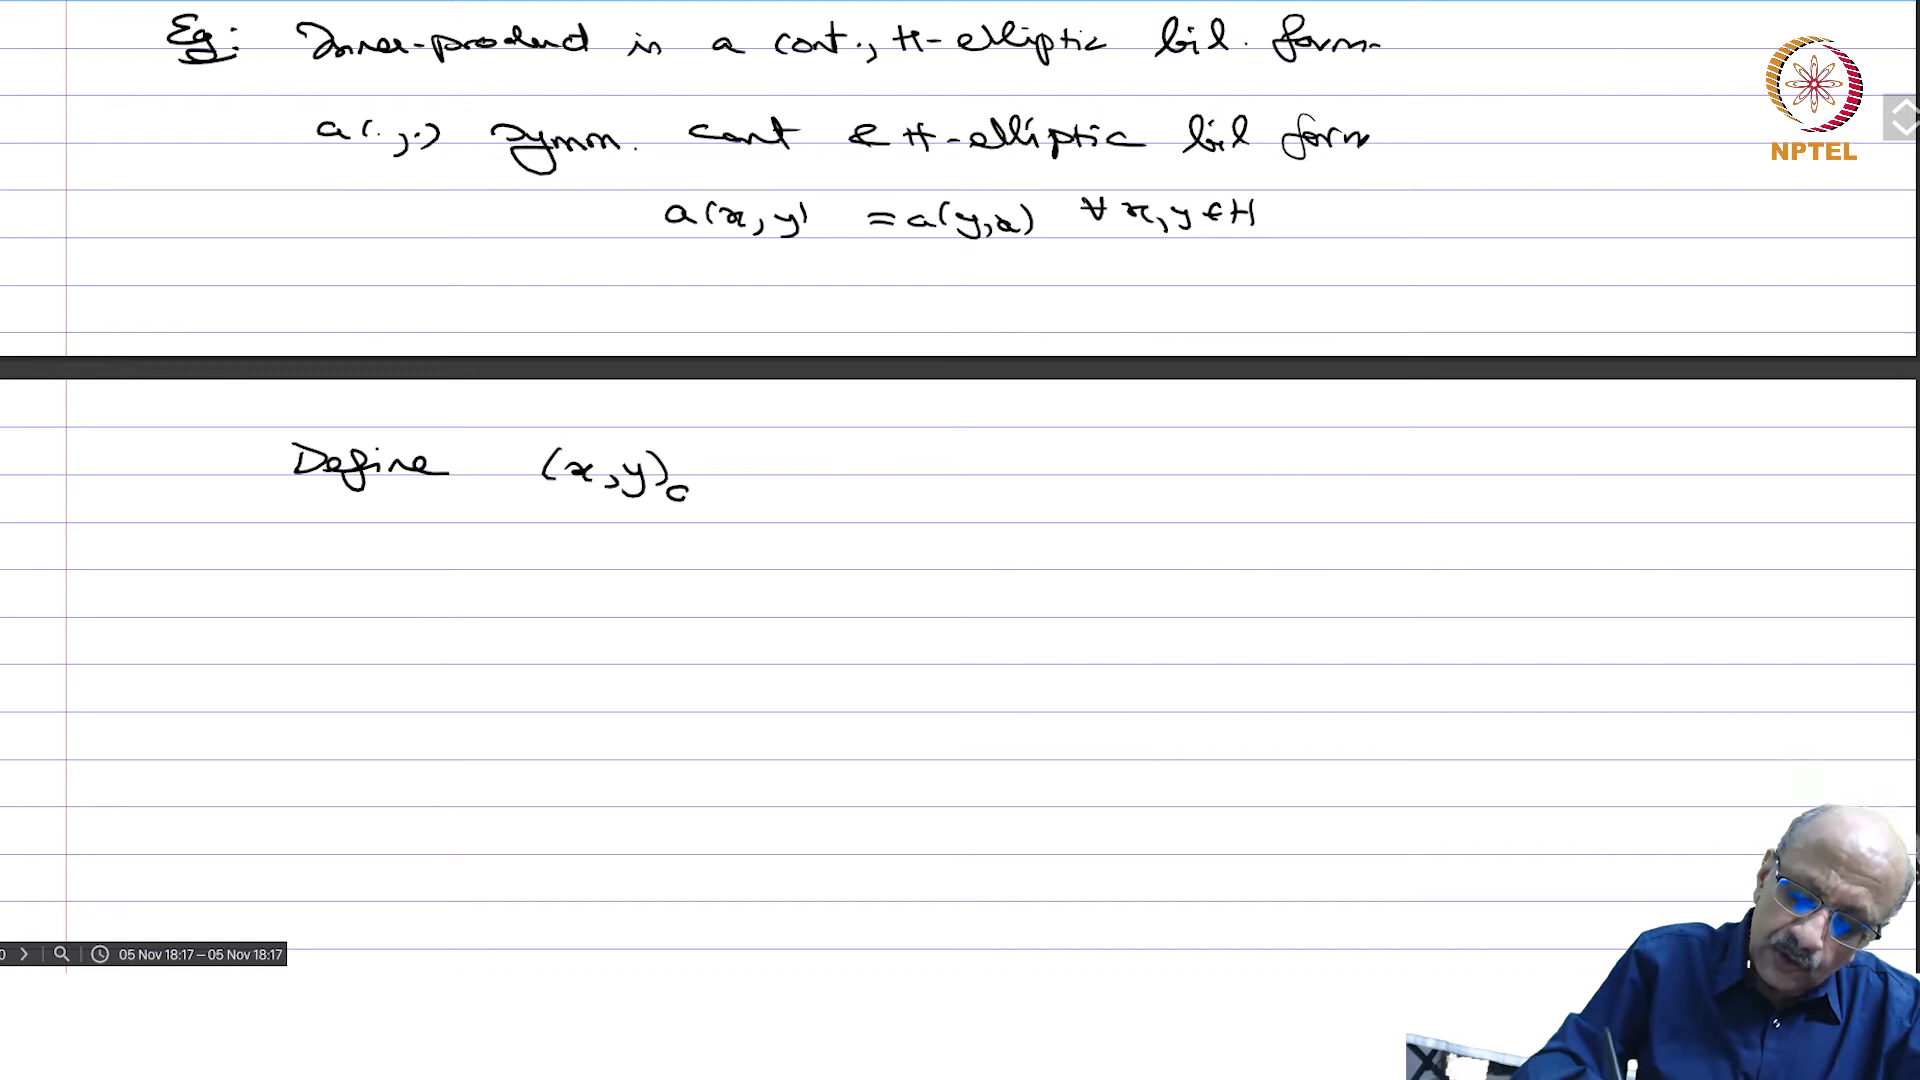 Eg: Inner-product is a cont., H-elliptic bil. form.
a(.,.) symm. cont & H-elliptic bil form
a(x, y) = a(y,x) ∀ x, y ∈ H
NPTEL
Define (x, y)a
05 Nov 18:17 – 05 Nov 18:17